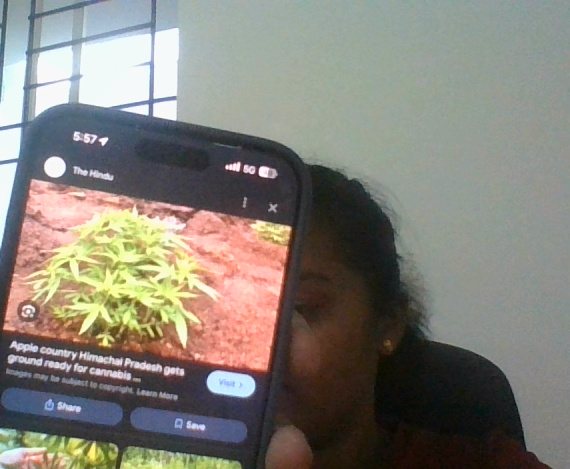 5:57
5G
The Hindu
Apple country Himachal Pradesh gets
ground ready for cannabis ...
Images may be subject to copyright. Learn More
Visit >
Share
Save